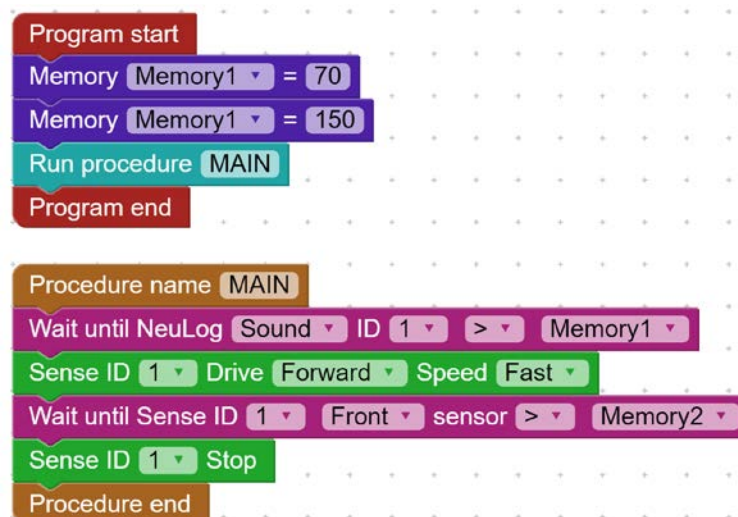 Program start
Memory Memory1 = 70
Memory Memory1 = 150
Run procedure MAIN
Program end
Procedure name MAIN
Wait until NeuLog Sound ID 1 > Memory1
Sense ID 1 Drive Forward Speed Fast
Wait until Sense ID 1 Front sensor > Memory2
Sense ID 1 Stop
Procedure end